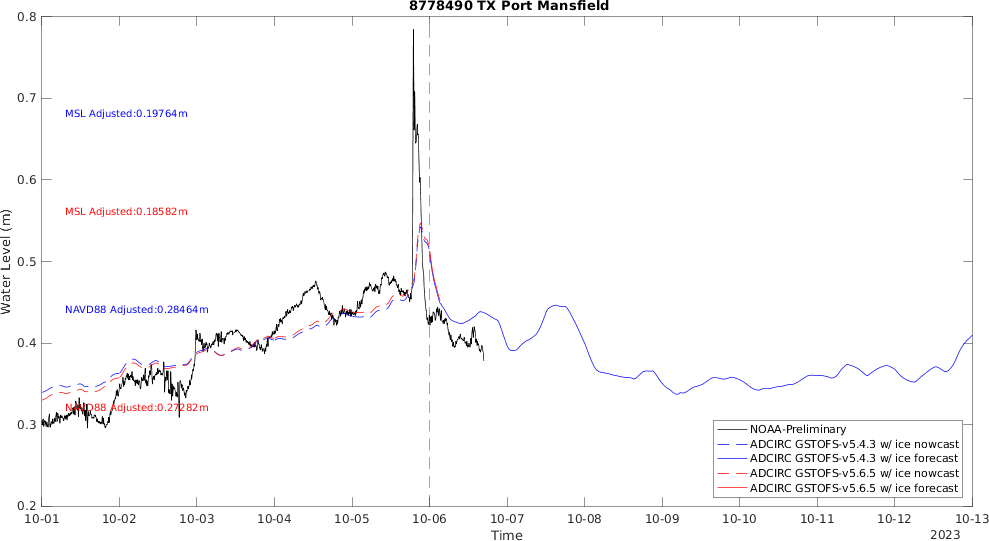 8778490 TX Port Mansfield
0.8
0.7
0.6
0.5
0.4
0.3
0.2
Water Level (m)
MSL Adjusted:0.19764m
MSL Adjusted:0.18582m
NAVD88 Adjusted:0.28464m
NAVD88 Adjusted:0.27282m
NOAA-Preliminary
ADCIRC GSTOFS-v5.4.3 w/ ice nowcast
ADCIRC GSTOFS-v5.4.3 w/ ice forecast
ADCIRC GSTOFS-v5.6.5 w/ ice nowcast
ADCIRC GSTOFS-v5.6.5 w/ ice forecast
10-01 10-02 10-03 10-04 10-05 10-06 10-07 10-08 10-09 10-10 10-11 10-12 10-13
Time
2023